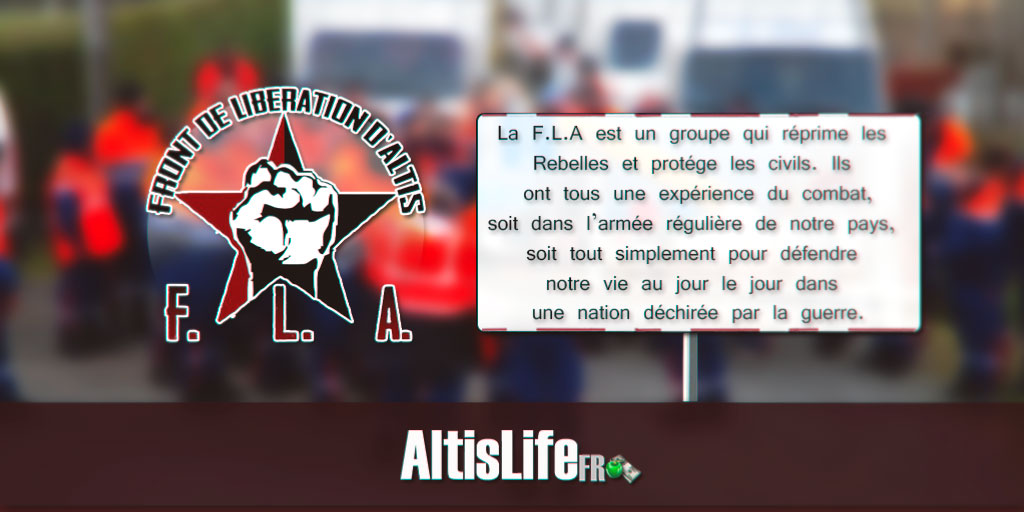 FRONT DE LIBERATION D'ALTIS
F. L. A.
La F.L.A est un groupe qui réprime les
Rebelles et protége les civils. Ils
ont tous une expérience du combat,
soit dans l'armée régulière de notre pays,
soit tout simplement pour défendre
notre vie au jour le jour dans
une nation déchirée par la guerre.
AltisLifeFR